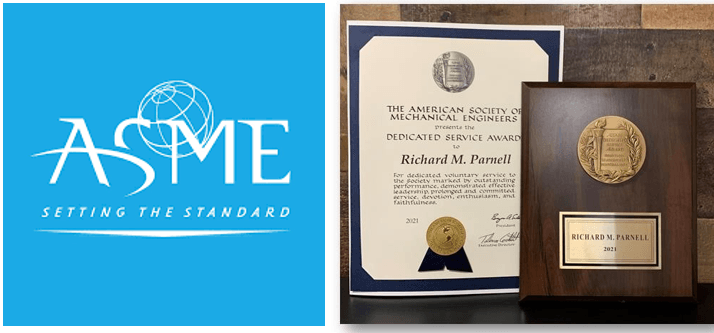 ASME
SETTING THE STANDARD
THE AMERICAN SOCIETY OF
MECHANICAL ENGINEERS
presents the
DEDICATED SERVICE AWARD
to
Richard M. Parnell
For dedicated voluntary service to
the Society marked by outstanding
performance, demonstrated effective
leadership, prolonged and committed
service, devotion, enthusiasm, and
faithfulness.
2021
President
Executive Director
RICHARD M. PARNELL
2021